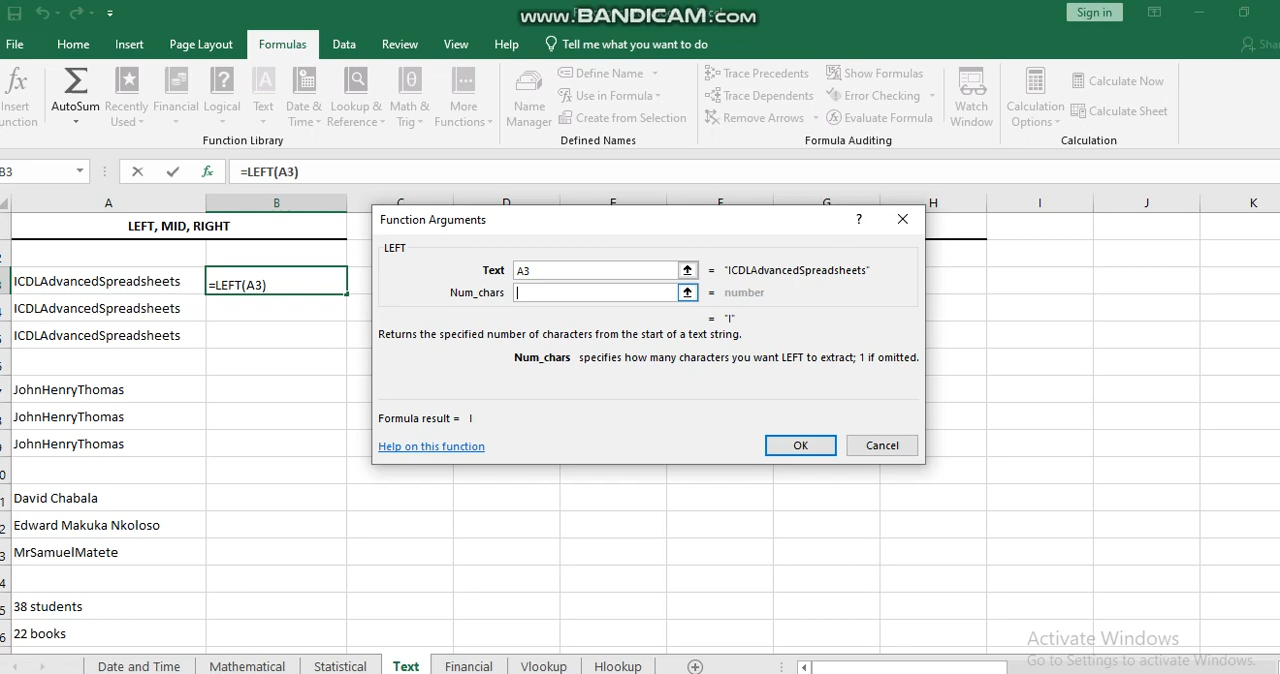 www.BANDICAM.com
Sign in
File Home Insert Page Layout Formulas Data Review View Help Tell me what you want to do
fx Σ
AutoSum Recently Used Financial Logical Text Date & Time Lookup & Reference Math & Trig More Functions
Function Library
Name Manager
Define Name
Use in Formula
Create from Selection
Defined Names
Trace Precedents
Trace Dependents
Remove Arrows
Show Formulas
Error Checking
Evaluate Formula
Formula Auditing
Watch Window
Calculation Options
Calculate Now
Calculate Sheet
Calculation
B3 fx =LEFT(A3)
A B C D E F G H I J K
LEFT, MID, RIGHT
ICDLAdvancedSpreadsheets =LEFT(A3)
ICDLAdvancedSpreadsheets
ICDLAdvancedSpreadsheets
JohnHenryThomas
JohnHenryThomas
JohnHenryThomas
David Chabala
Edward Makuka Nkoloso
MrSamuelMatete
38 students
22 books
Function Arguments ?
LEFT
Text A3 = "ICDLAdvancedSpreadsheets"
Num_chars = number
= "I"
Returns the specified number of characters from the start of a text string.
Num_chars specifies how many characters you want LEFT to extract; 1 if omitted.
Formula result = I
Help on this function OK Cancel
Activate Windows
Go to Settings to activate Windows.
Date and Time Mathematical Statistical Text Financial Vlookup Hlookup